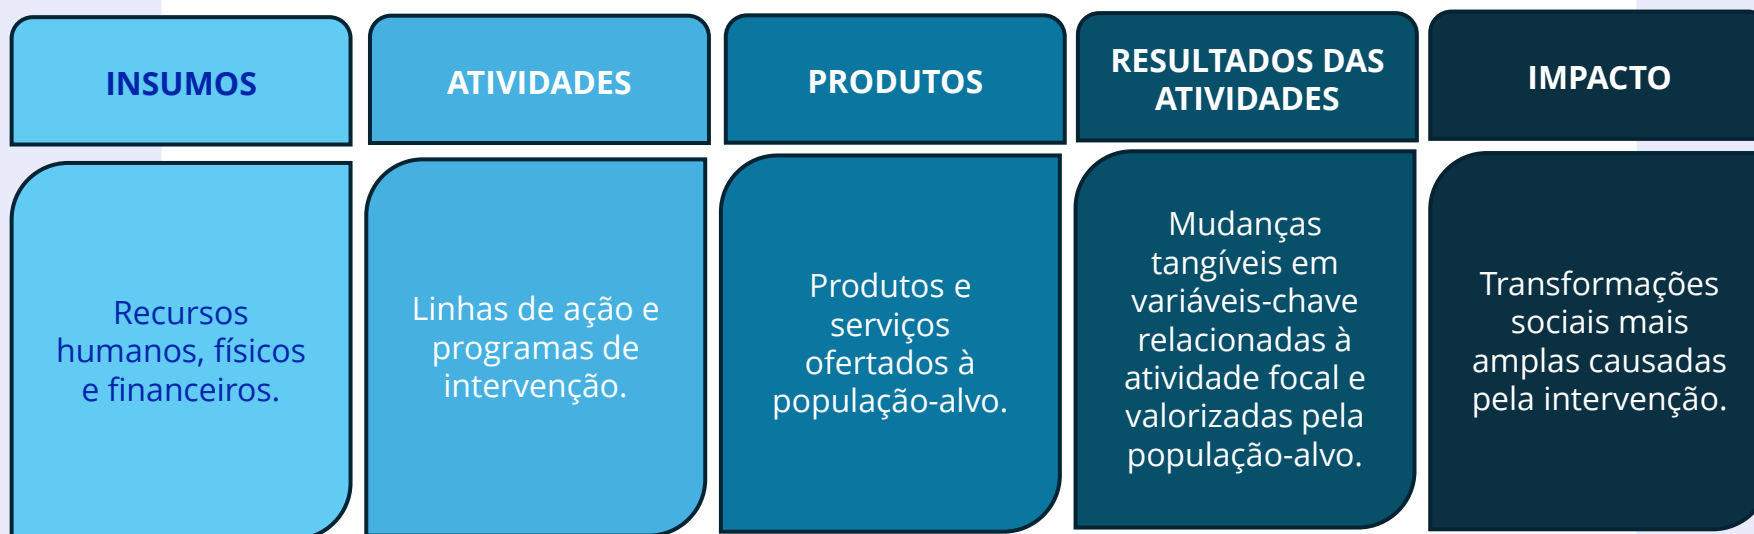 INSUMOS
Recursos
humanos, físicos
e financeiros.
ATIVIDADES
Linhas de ação e
programas de
intervenção.
PRODUTOS
Produtos e
serviços
ofertados à
população-alvo.
RESULTADOS DAS
ATIVIDADES
Mudanças
tangíveis em
variáveis-chave
relacionadas à
atividade focal e
valorizadas pela
população-alvo.
IMPACTO
Transformações
sociais mais
amplas causadas
pela intervenção.